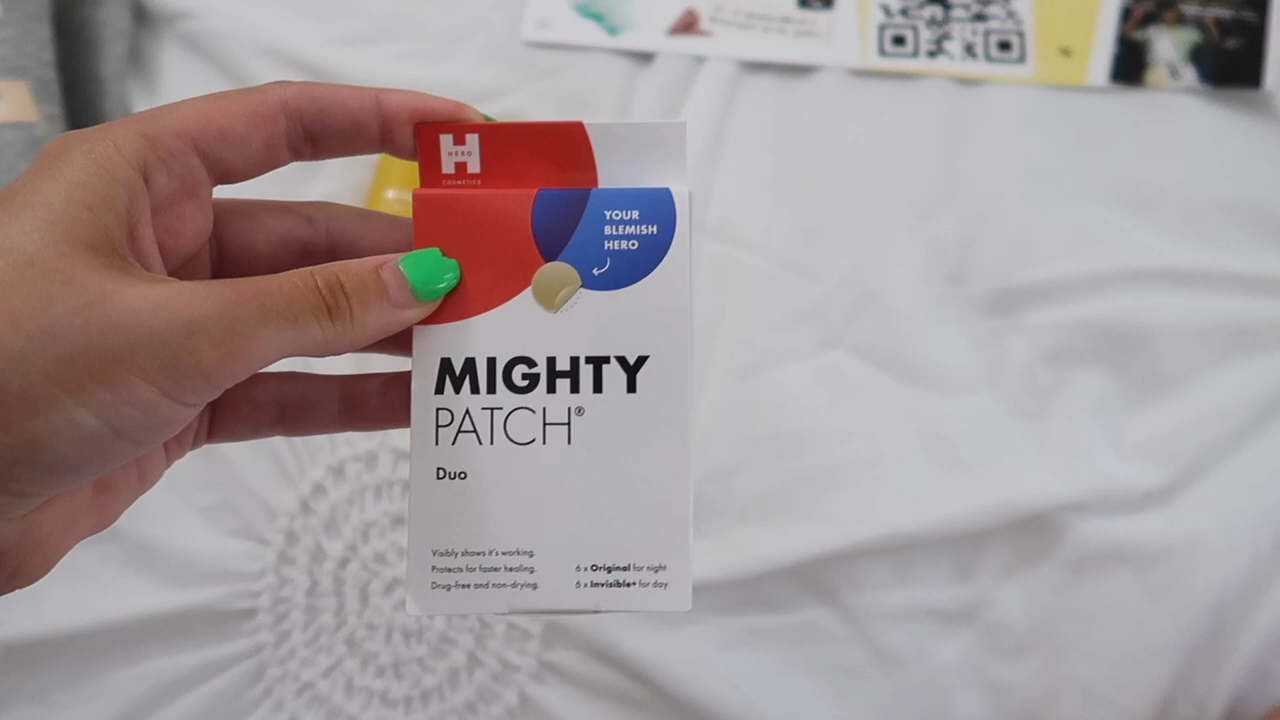 H
HERO
COSMETICS
YOUR
BLEMISH
HERO
MIGHTY
PATCH®
Duo
Visibly shows it's working.
Protects for faster healing.
Drug-free and non-drying.
6 x Original for night
6 x Invisible+ for day